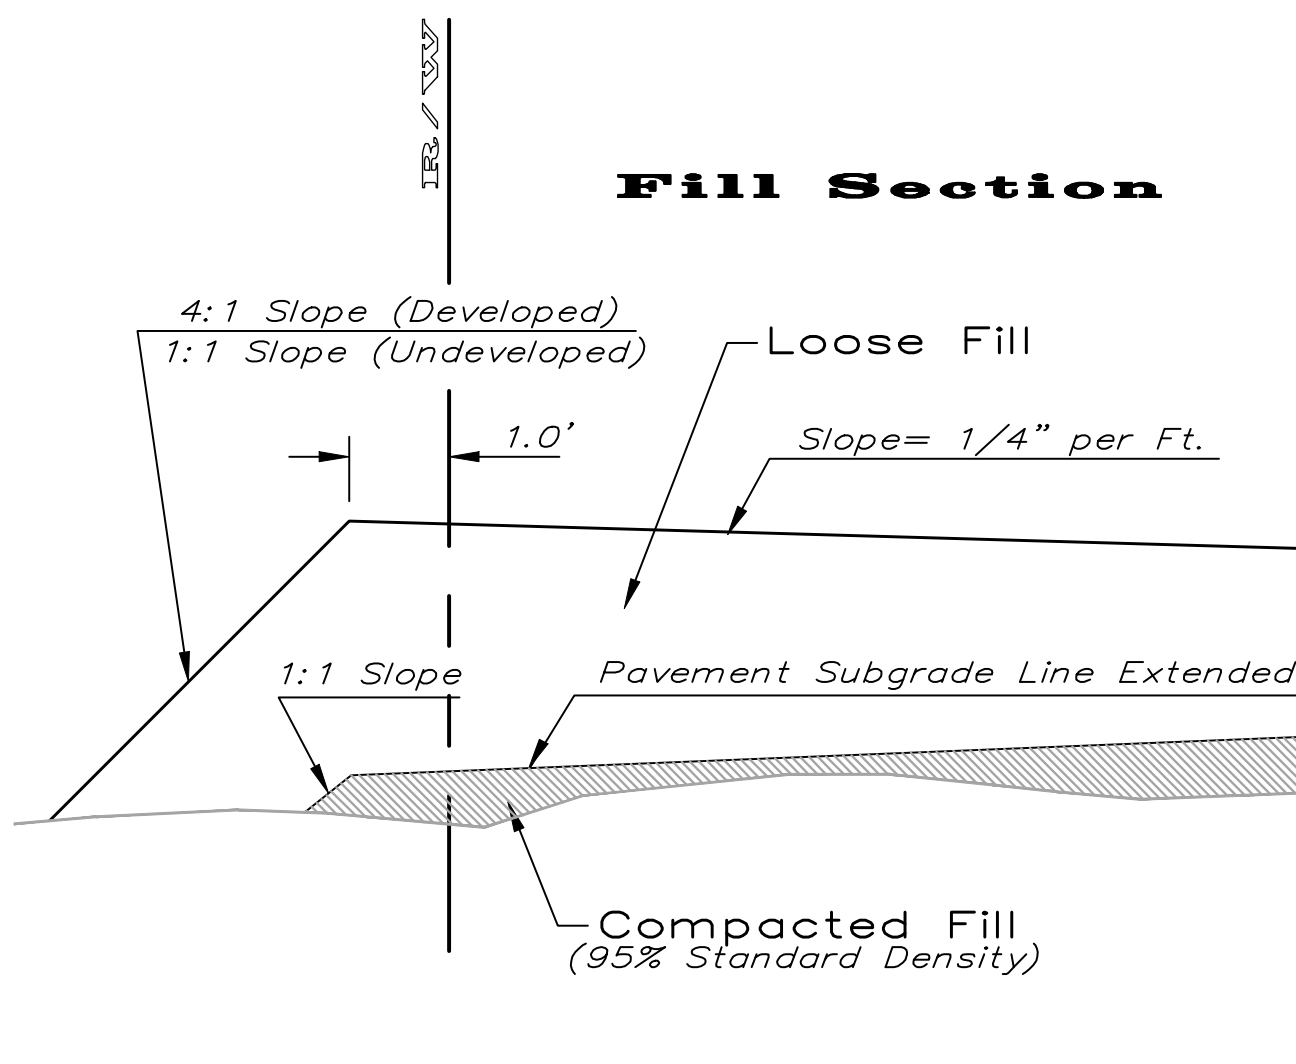 R/W
Fill Section
4:1 Slope (Developed)
1:1 Slope (Undeveloped)
Loose Fill
1.0’
Slope= 1/4” per Ft.
1:1 Slope
Pavement Subgrade Line Extended
Compacted Fill
(95% Standard Density)